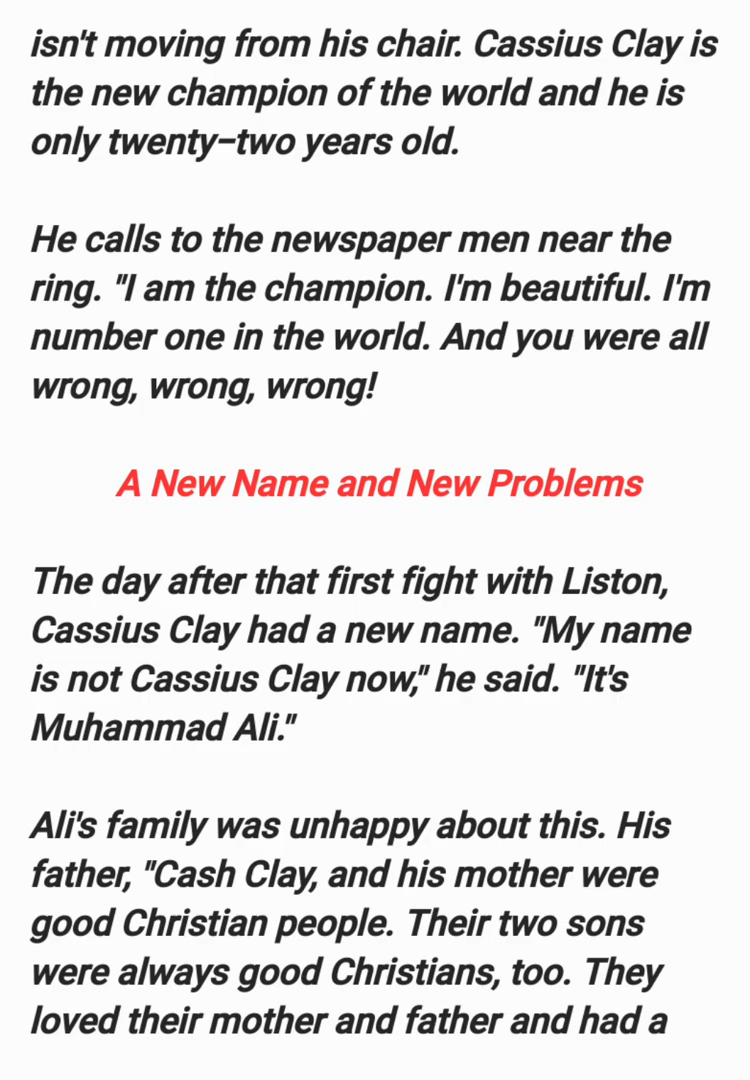 isn't moving from his chair. Cassius Clay is
the new champion of the world and he is
only twenty–two years old.
He calls to the newspaper men near the
ring. "I am the champion. I'm beautiful. I'm
number one in the world. And you were all
wrong, wrong, wrong!
A New Name and New Problems
The day after that first fight with Liston,
Cassius Clay had a new name. "My name
is not Cassius Clay now," he said. "It's
Muhammad Ali."
Ali's family was unhappy about this. His
father, "Cash Clay, and his mother were
good Christian people. Their two sons
were always good Christians, too. They
loved their mother and father and had a